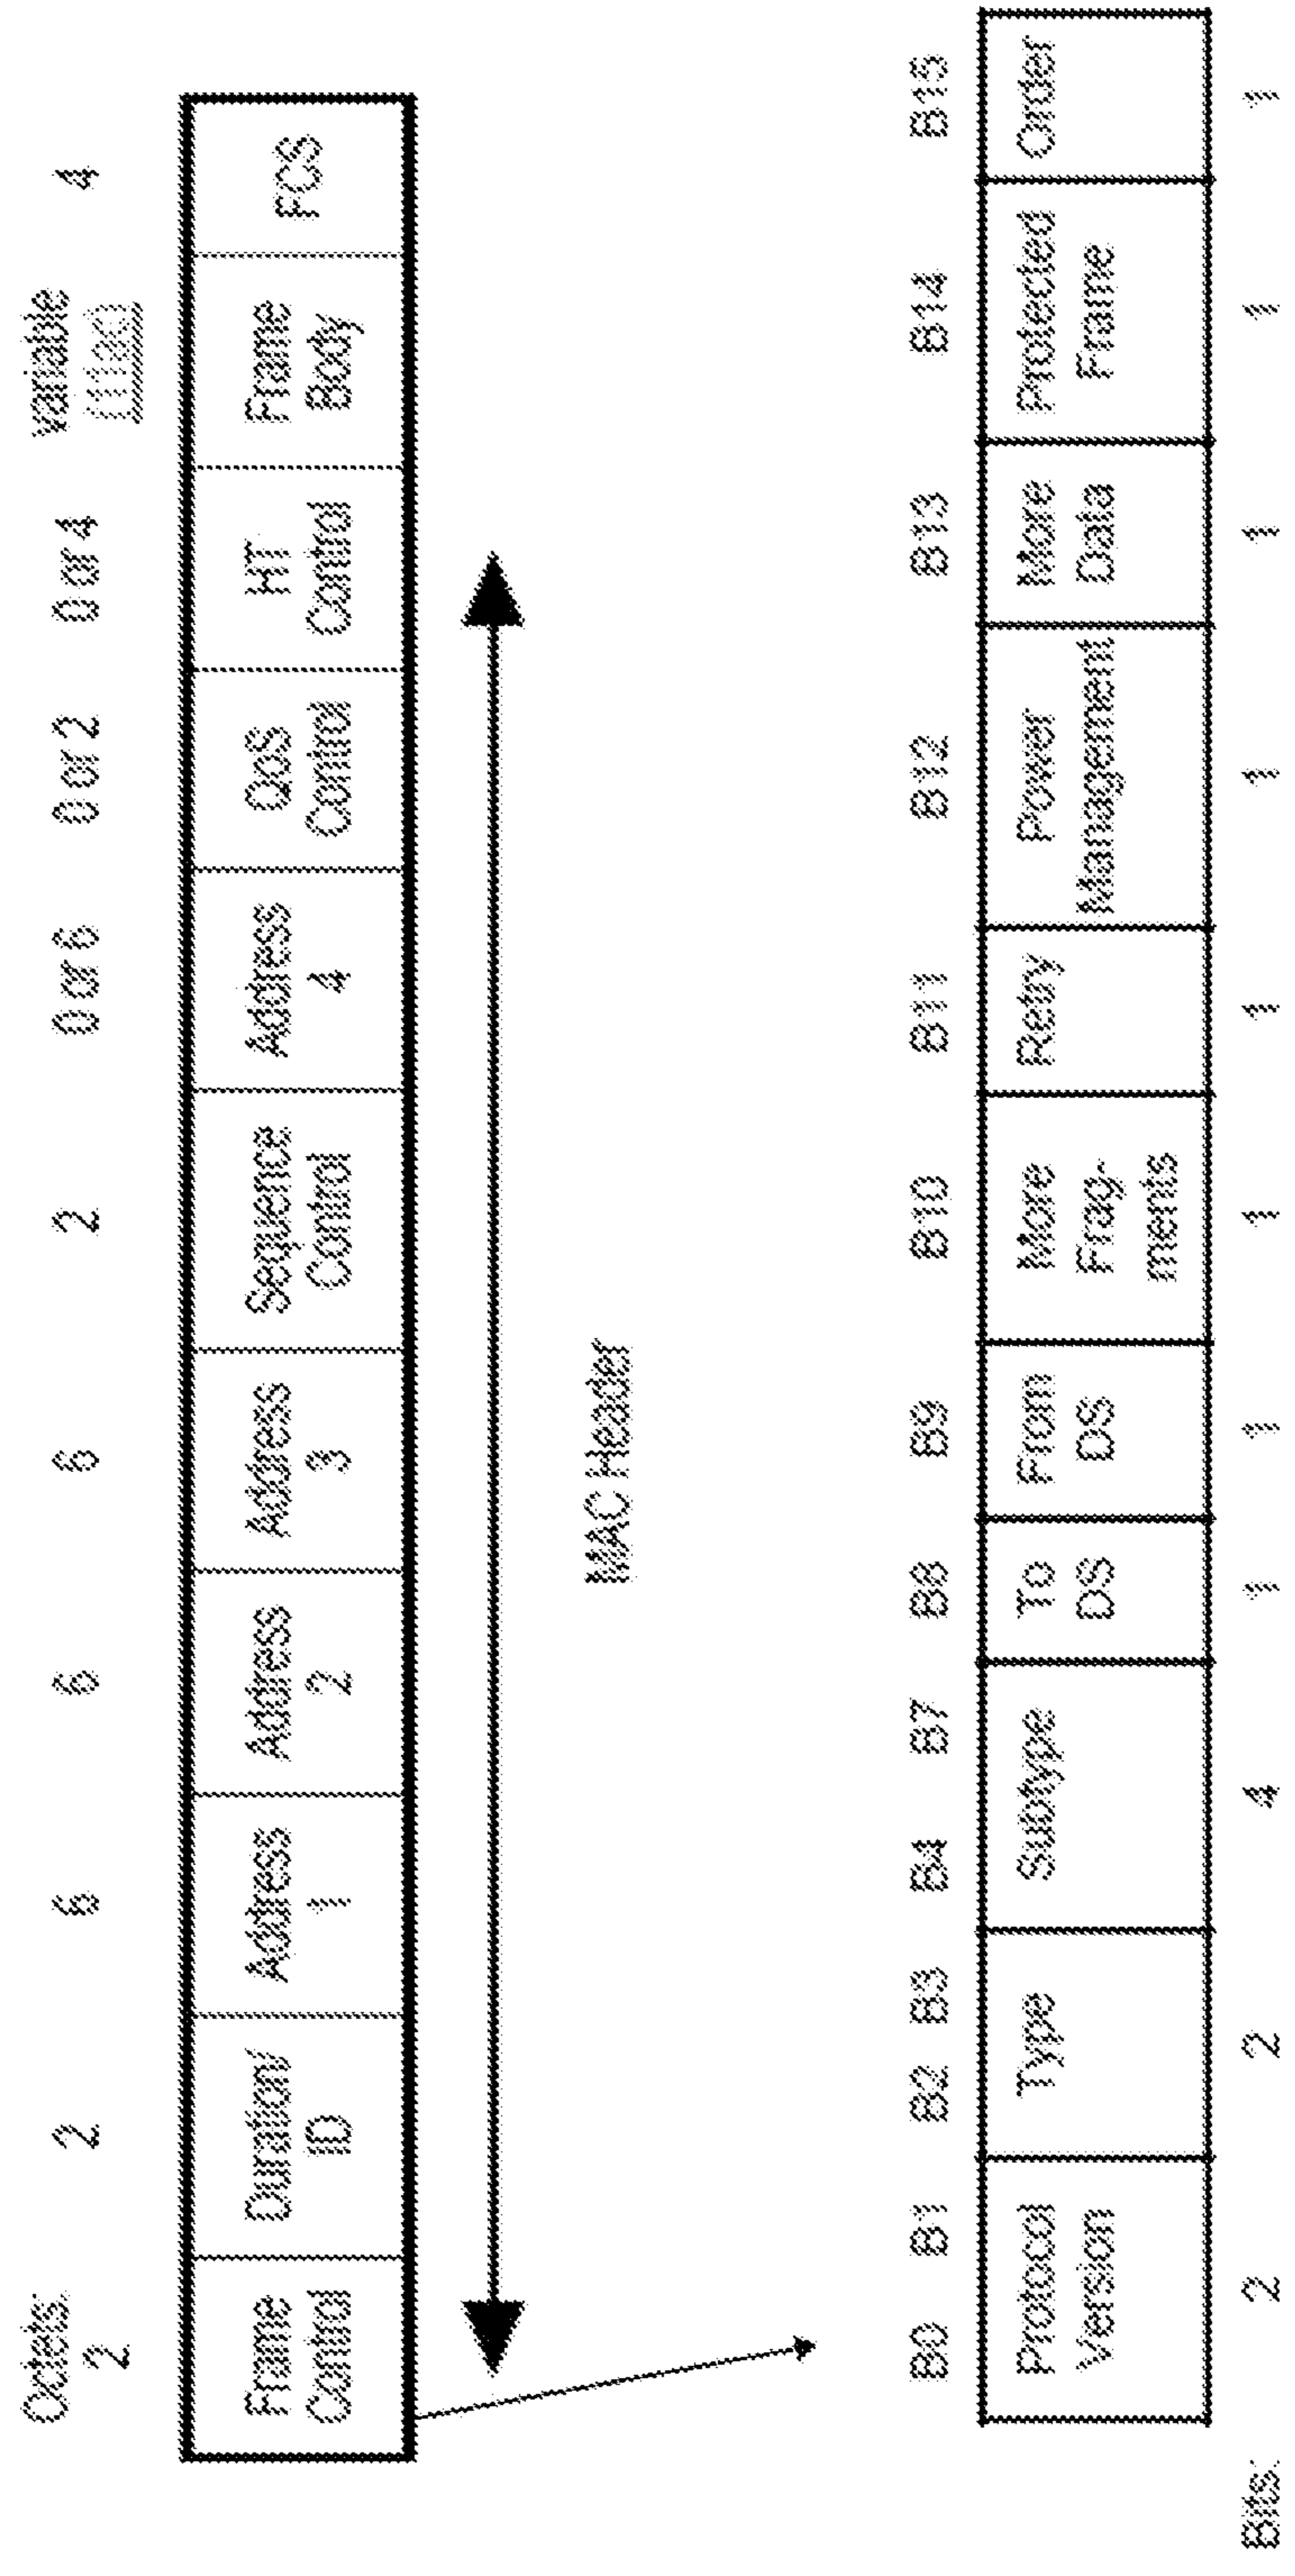 Octets:
2 2 6 6 6 2 0 or 6 0 or 2 0 or 4 variable 4
(11ac)
Frame Duration/ Address Address Address Sequence Address QoS HT Frame FCS
Control ID 1 2 3 Control 4 Control Control Body
MAC Header
B0 B1 B2 B3 B4 B7 B8 B9 B10 B11 B12 B13 B14 B15
Protocol Type Subtype To From More Retry Power More Protected Order
Version DS DS Frag- Management Data Frame
ments
Bits: 2 2 4 1 1 1 1 1 1 1 1